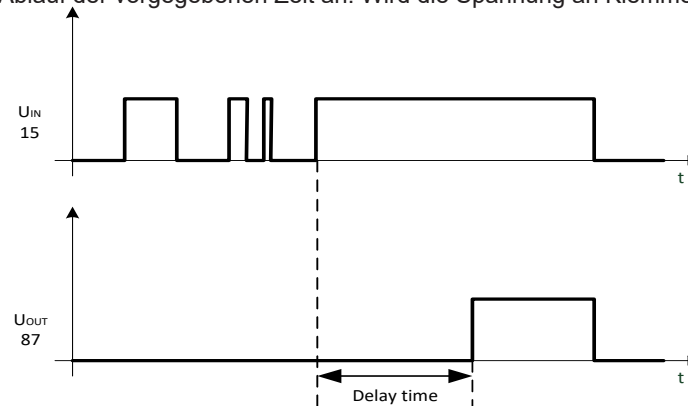 Ablauf der vorgegebenen Zeit an. Wird die Spannung an Klemme
UIN
15
t
UOUT
87
t
Delay time